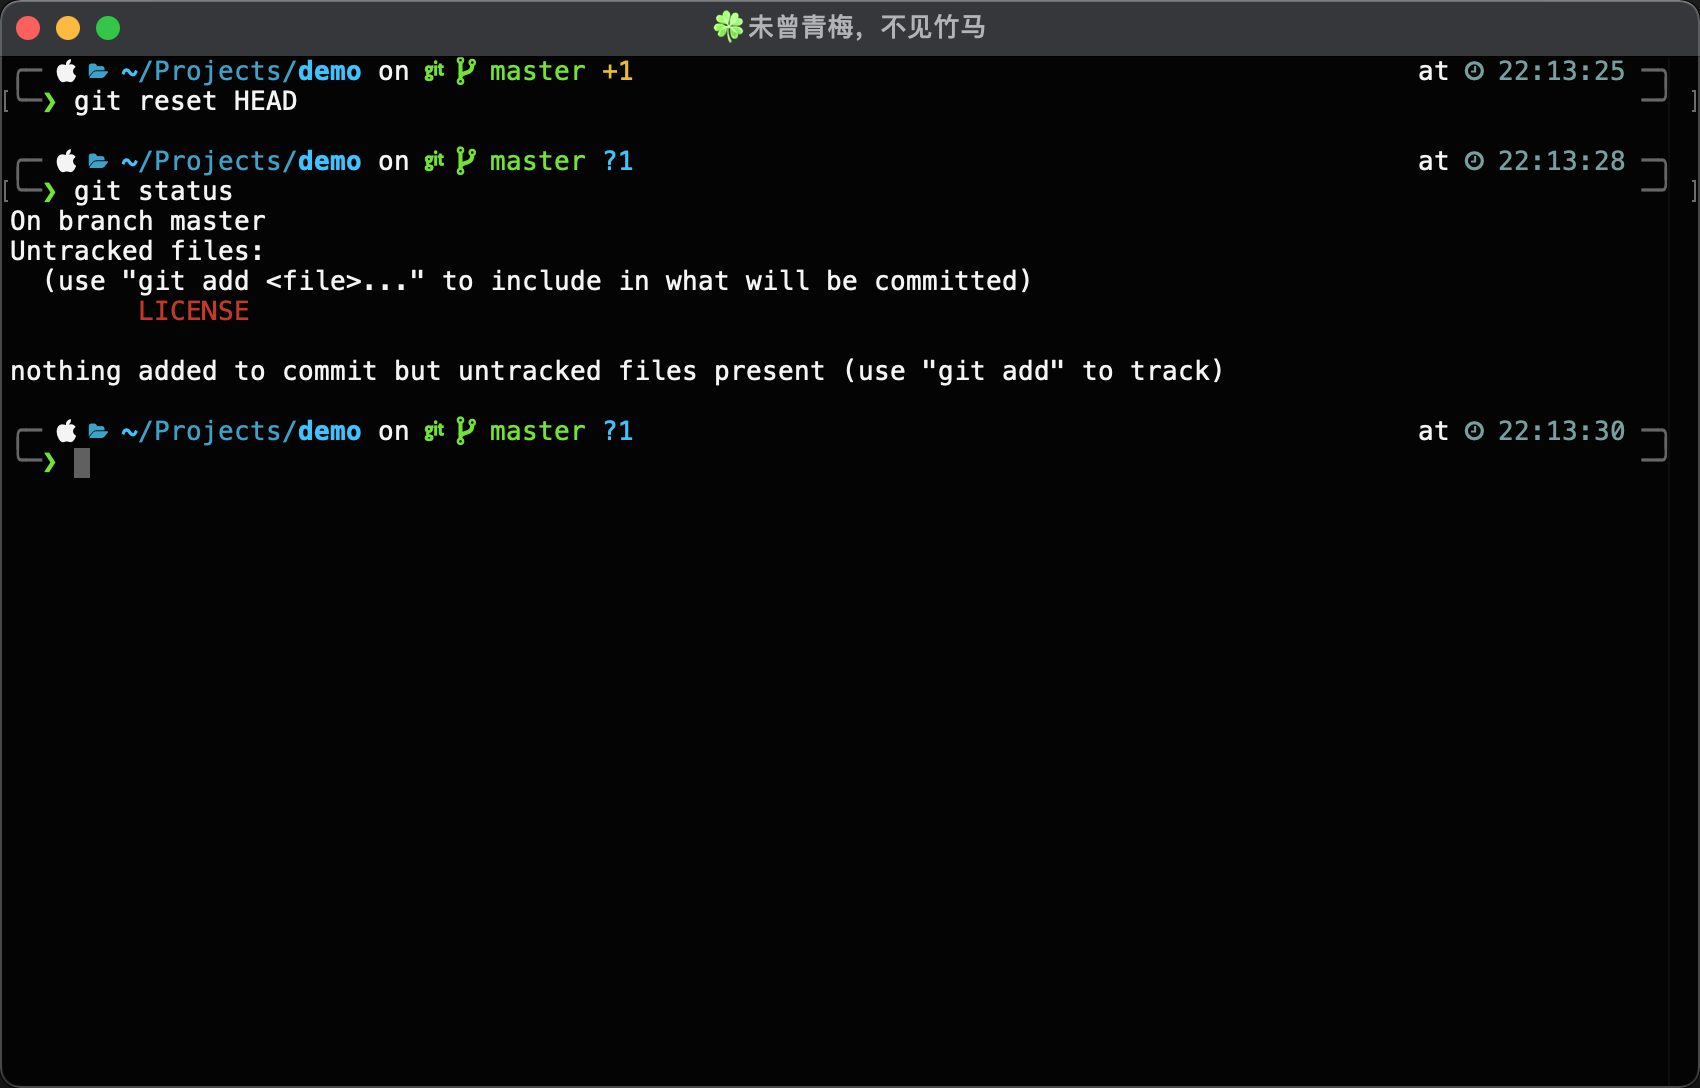 🍀未曾青梅，不见竹马
~/Projects/demo on git master +1 at 22:13:25
❯ git reset HEAD
~/Projects/demo on git master ?1 at 22:13:28
❯ git status
On branch master
Untracked files:
  (use "git add <file>..." to include in what will be committed)
        LICENSE
nothing added to commit but untracked files present (use "git add" to track)
~/Projects/demo on git master ?1 at 22:13:30
❯